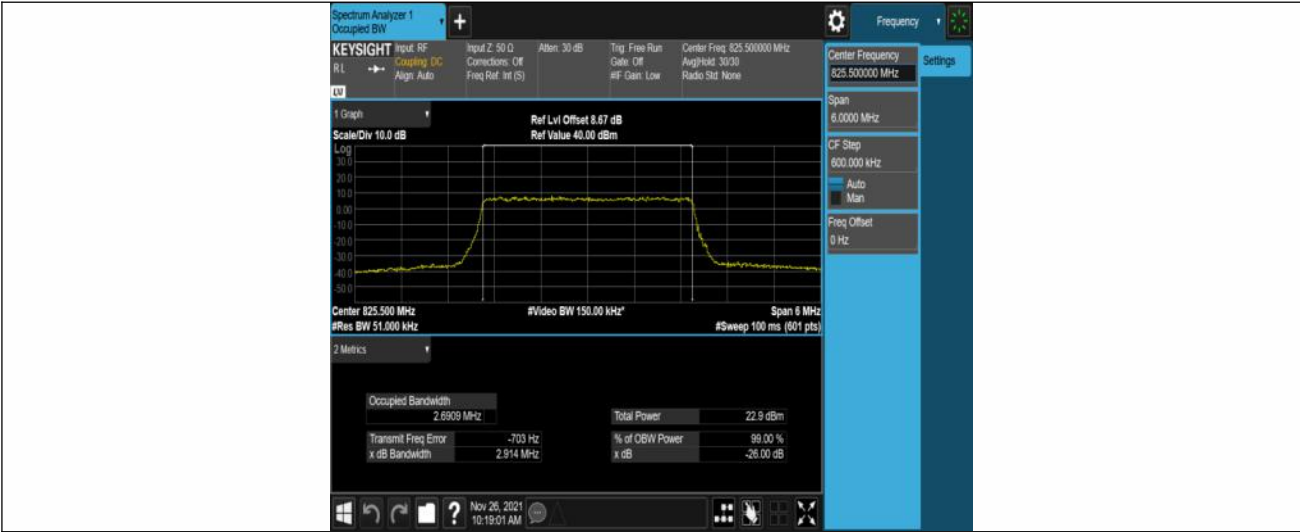 Spectrum Analyzer 1
Occupied BW
+
Frequency
KEYSIGHT
RL
Input: RF
Coupling: DC
Align: Auto
Input Z: 50 Ω
Corrections: Off
Freq Ref: Int (S)
Atten: 30 dB
Trig: Free Run
Gate: Off
#IF Gain: Low
Center Freq: 825.500000 MHz
Avg|Hold: 30/30
Radio Std: None
1 Graph
Ref Lvl Offset 8.67 dB
Scale/Div 10.0 dB
Ref Value 40.00 dBm
Log
30.0
20.0
10.0
0.00
-10.0
-20.0
-30.0
-40.0
-50.0
Center 825.500 MHz
#Video BW 150.00 kHz*
Span 6 MHz
#Res BW 51.000 kHz
#Sweep 100 ms (601 pts)
Center Frequency
825.500000 MHz
Settings
Span
6.0000 MHz
CF Step
600.000 kHz
Auto
Man
Freq Offset
0 Hz
2 Metrics
Occupied Bandwidth
2.6909 MHz
Total Power 22.9 dBm
Transmit Freq Error -703 Hz
% of OBW Power 99.00 %
x dB Bandwidth 2.914 MHz
x dB -26.00 dB
?
Nov 26, 2021
10:19:01 AM